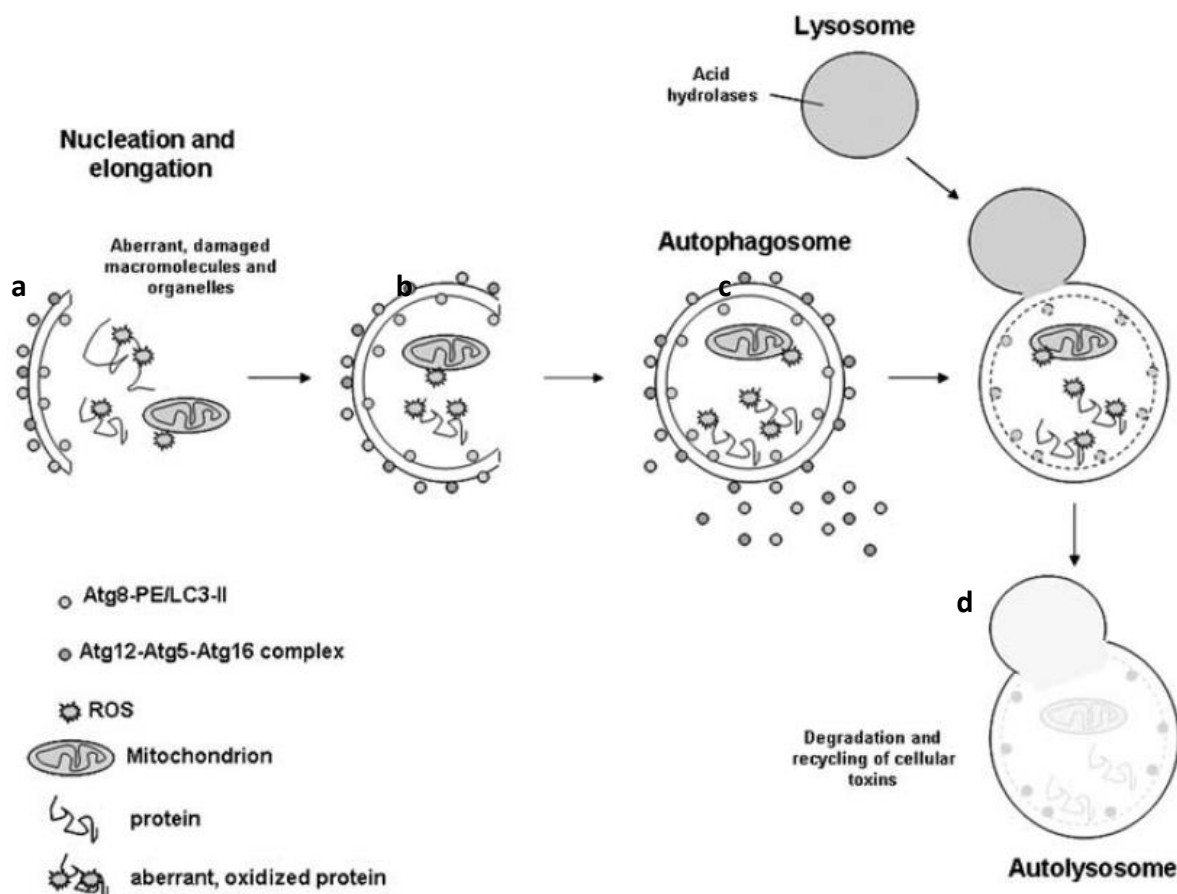 Lysosome
Acid
hydrolases
Nucleation and
elongation
Aberrant, damaged
macromolecules and
organelles
Autophagosome
a
b
c
Atg8-PE/LC3-II
Atg12-Atg5-Atg16 complex
ROS
Mitochondrion
protein
aberrant, oxidized protein
d
Degradation and
recycling of cellular
toxins
Autolysosome